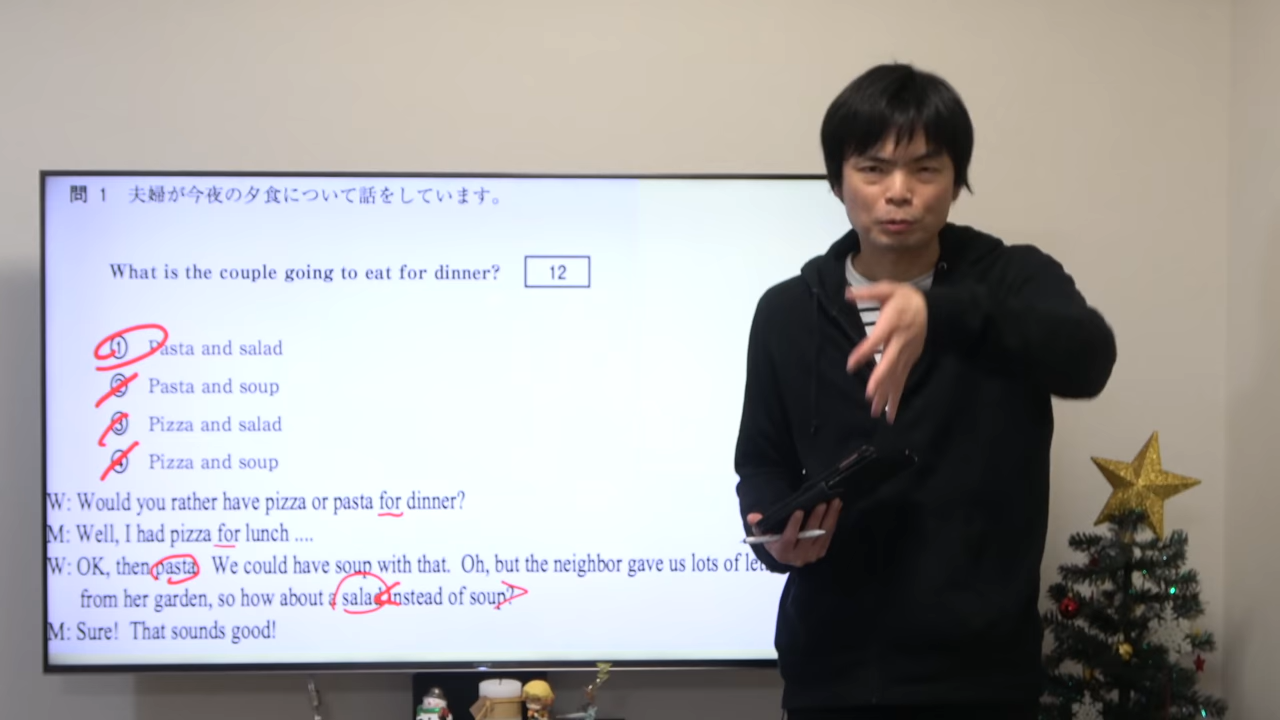 問 1 夫婦が今夜の夕食について話をしています。
What is the couple going to eat for dinner? 12
① Pasta and salad
② Pasta and soup
③ Pizza and salad
④ Pizza and soup
W: Would you rather have pizza or pasta for dinner?
M: Well, I had pizza for lunch ....
W: OK, then pasta. We could have soup with that. Oh, but the neighbor gave us lots of
from her garden, so how about a salad instead of soup?
M: Sure! That sounds good!